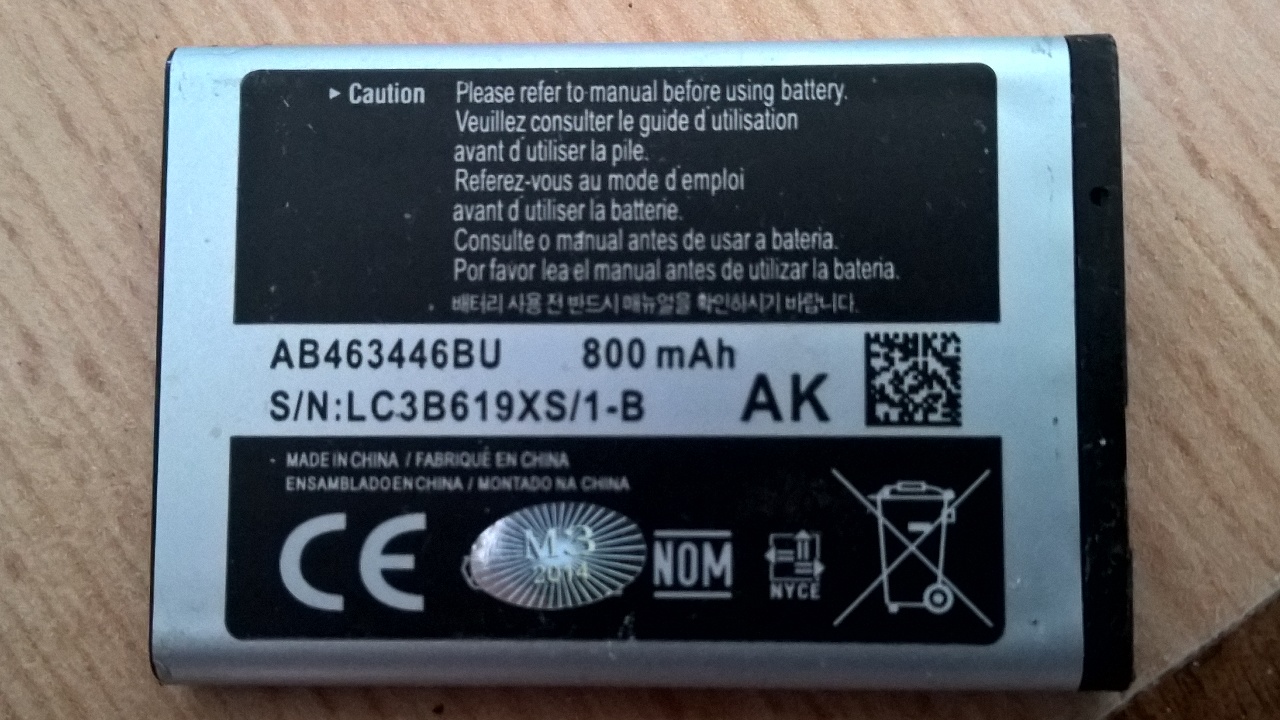 ▸ Caution Please refer to manual before using battery.
Veuillez consulter le guide d'utilisation
avant d'utiliser la pile.
Referez-vous au mode d'emploi
avant d'utiliser la batterie.
Consulte o manual antes de usar a bateria.
Por favor lea el manual antes de utilizar la bateria.
배터리 사용 전 반드시 매뉴얼을 확인하시기 바랍니다.
AB463446BU 800 mAh
S/N:LC3B619XS/1-B AK
- MADE IN CHINA / FABRIQUÉ EN CHINA
ENSAMBLADO EN CHINA / MONTADO NA CHINA
CE
2014
NOM
NYCE